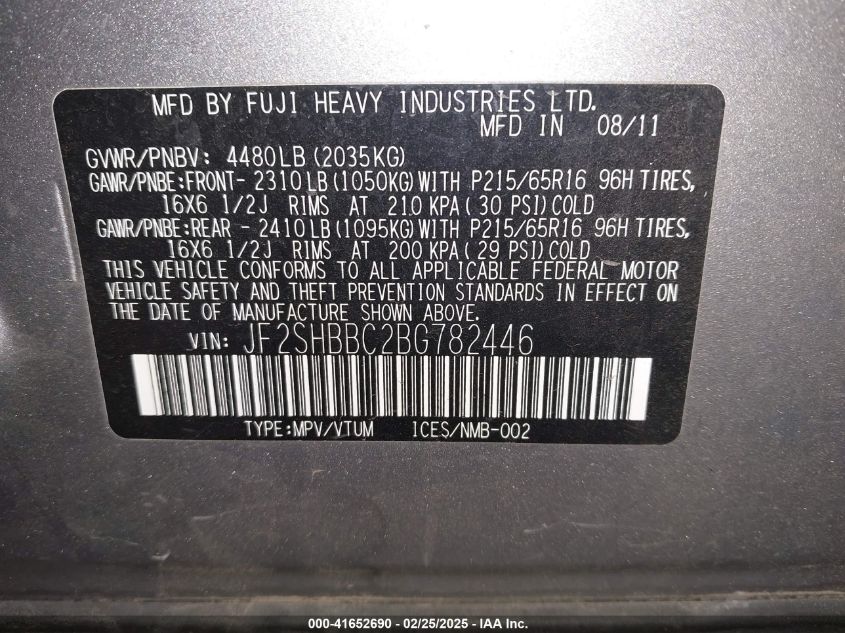 MFD BY FUJI HEAVY INDUSTRIES LTD.
MFD IN 08/11
GVWR/PNBV: 4480LB (2035KG)
GAWR/PNBE:FRONT- 2310LB (1050KG) WITH P215/65R16 96H TIRES,
16X6 1/2J RIMS AT 210 KPA ( 30 PSI) COLD
GAWR/PNBE:REAR - 2410LB (1095KG) WITH P215/65R16 96H TIRES,
16X6 1/2J RIMS AT 200 KPA ( 29 PSI) COLD
THIS VEHICLE CONFORMS TO ALL APPLICABLE FEDERAL MOTOR
VEHICLE SAFETY AND THEFT PREVENTION STANDARDS IN EFFECT ON
THE DATE OF MANUFACTURE SHOWN ABOVE.
VIN: JF2SHBBC2BG782446
TYPE:MPV/VTUM ICES/NMB-002
000-41652690 - 02/25/2025 - IAA Inc.